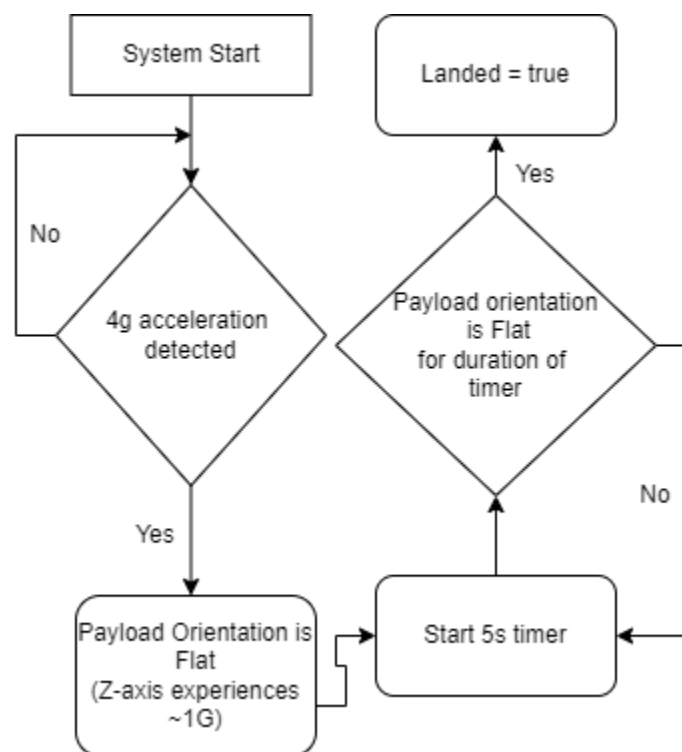 System Start
No
4g acceleration
detected
Yes
Payload Orientation is
Flat
(Z-axis experiences
~1G)
Start 5s timer
Payload orientation
is Flat
for duration of
timer
No
Yes
Landed = true